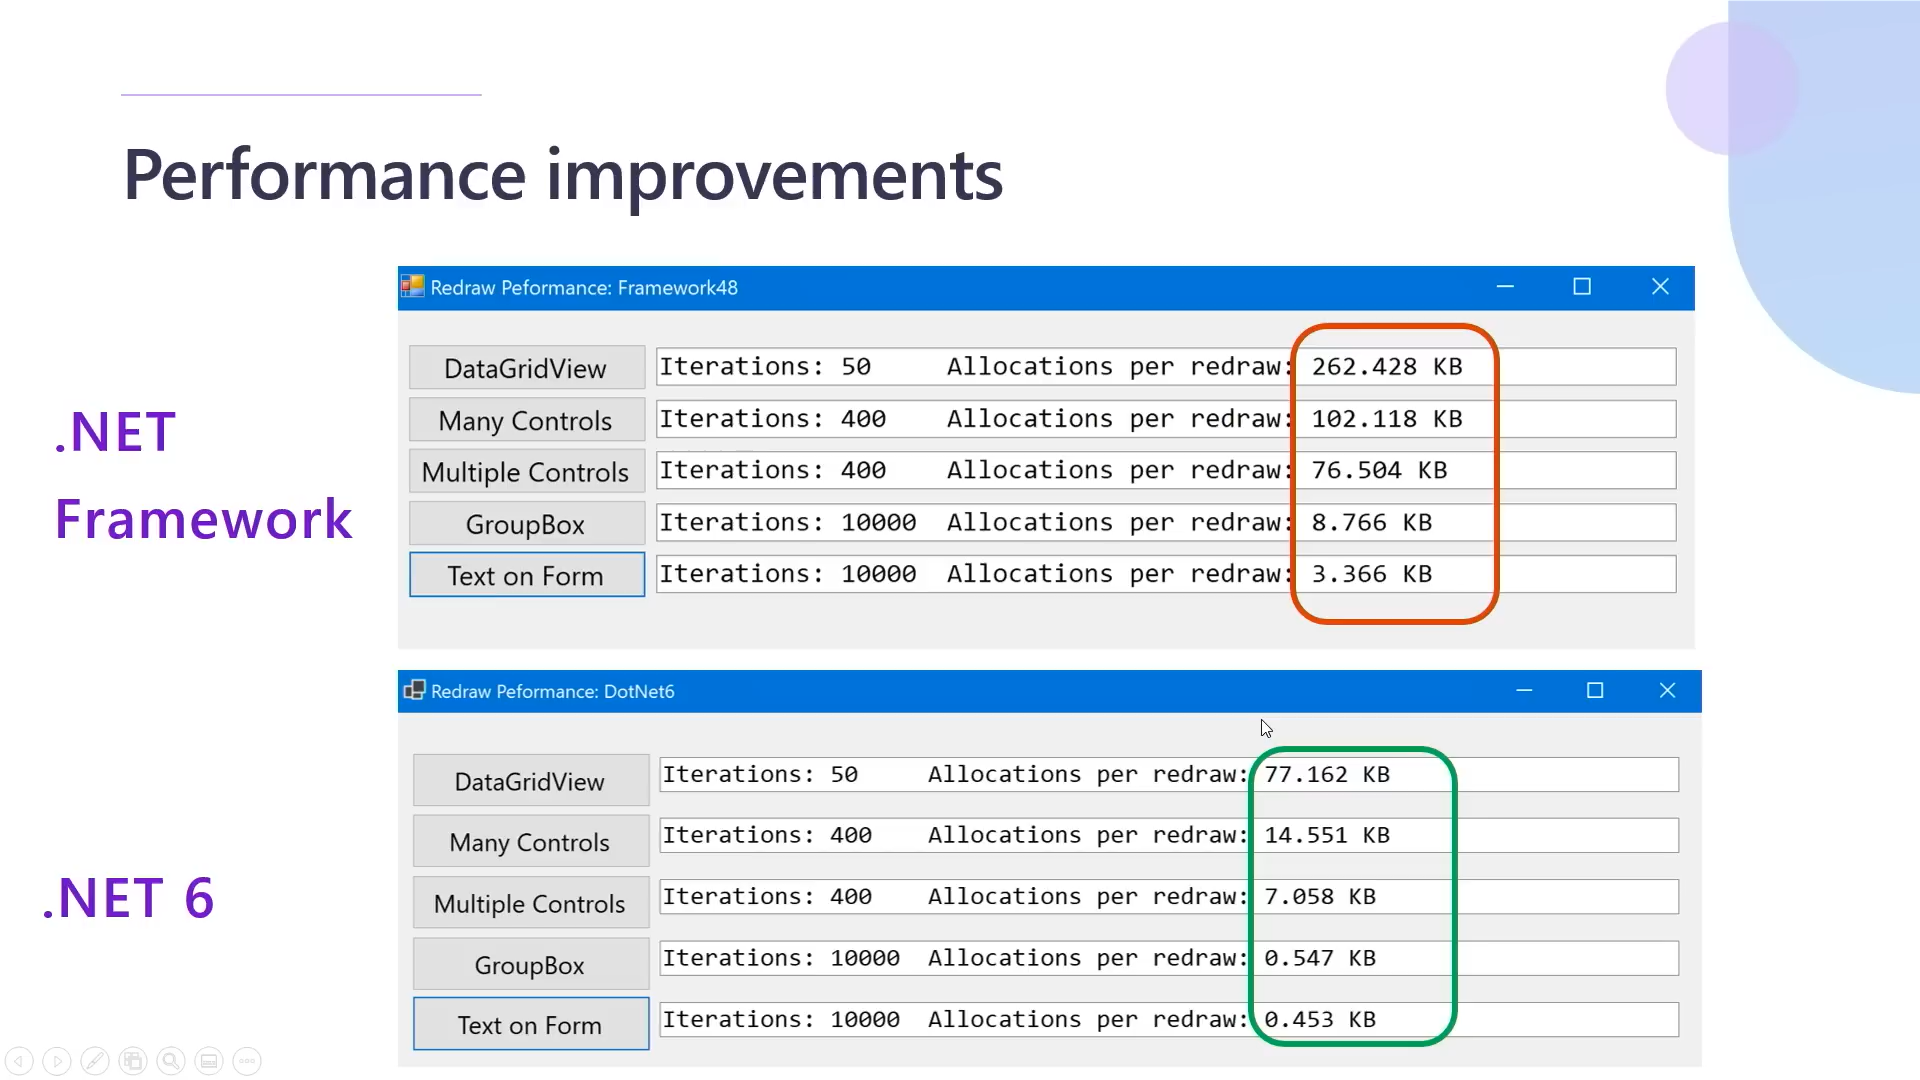 Performance improvements
.NET
Framework
Redraw Peformance: Framework48
DataGridView Iterations: 50 Allocations per redraw: 262.428 KB
Many Controls Iterations: 400 Allocations per redraw: 102.118 KB
Multiple Controls Iterations: 400 Allocations per redraw: 76.504 KB
GroupBox Iterations: 10000 Allocations per redraw: 8.766 KB
Text on Form Iterations: 10000 Allocations per redraw: 3.366 KB
.NET 6
Redraw Peformance: DotNet6
DataGridView Iterations: 50 Allocations per redraw: 77.162 KB
Many Controls Iterations: 400 Allocations per redraw: 14.551 KB
Multiple Controls Iterations: 400 Allocations per redraw: 7.058 KB
GroupBox Iterations: 10000 Allocations per redraw: 0.547 KB
Text on Form Iterations: 10000 Allocations per redraw: 0.453 KB